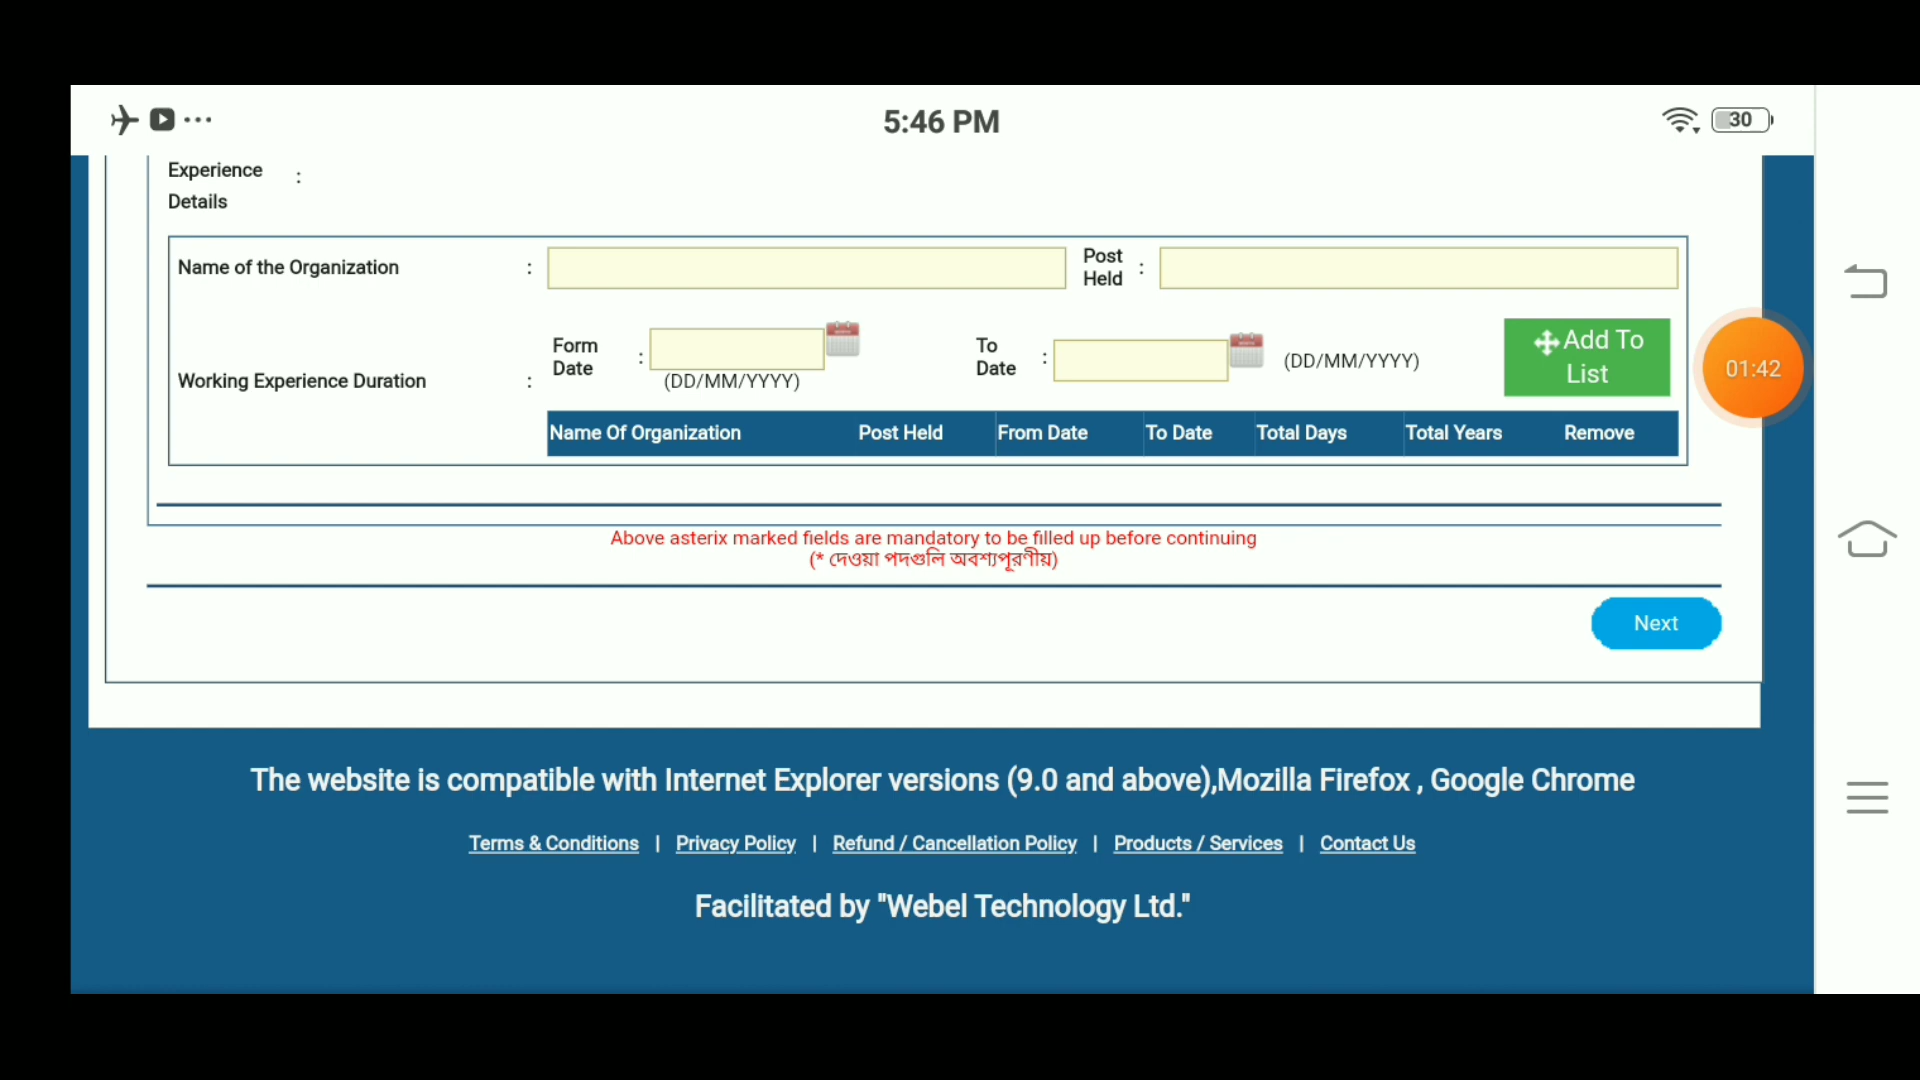 5:46 PM
30
Experience
Details
:
Name of the Organization :
Post
Held :
Form
Date :
(DD/MM/YYYY)
To
Date :
(DD/MM/YYYY)
Add To
List
01:42
Working Experience Duration :
Name Of Organization Post Held From Date To Date Total Days Total Years Remove
Above asterix marked fields are mandatory to be filled up before continuing
(* দেওয়া পদগুলি অবশ্যপূরণীয়)
Next
The website is compatible with Internet Explorer versions (9.0 and above),Mozilla Firefox , Google Chrome
Terms & Conditions | Privacy Policy | Refund / Cancellation Policy | Products / Services | Contact Us
Facilitated by "Webel Technology Ltd."